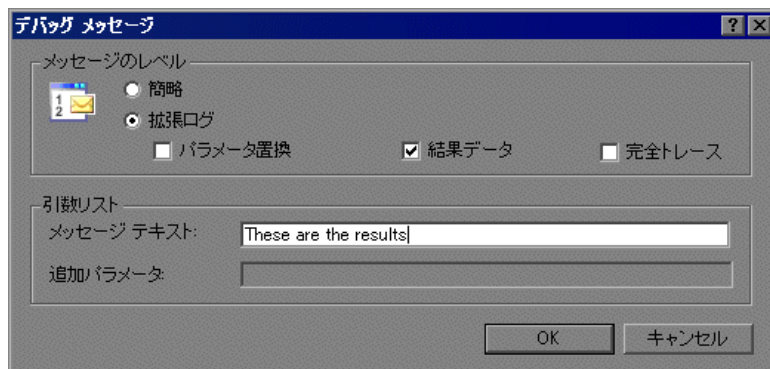 デバッグ メッセージ
メッセージのレベル
簡略
拡張ログ
パラメータ置換 結果データ 完全トレース
引数リスト
メッセージ テキスト: These are the results
追加パラメータ:
OK キャンセル